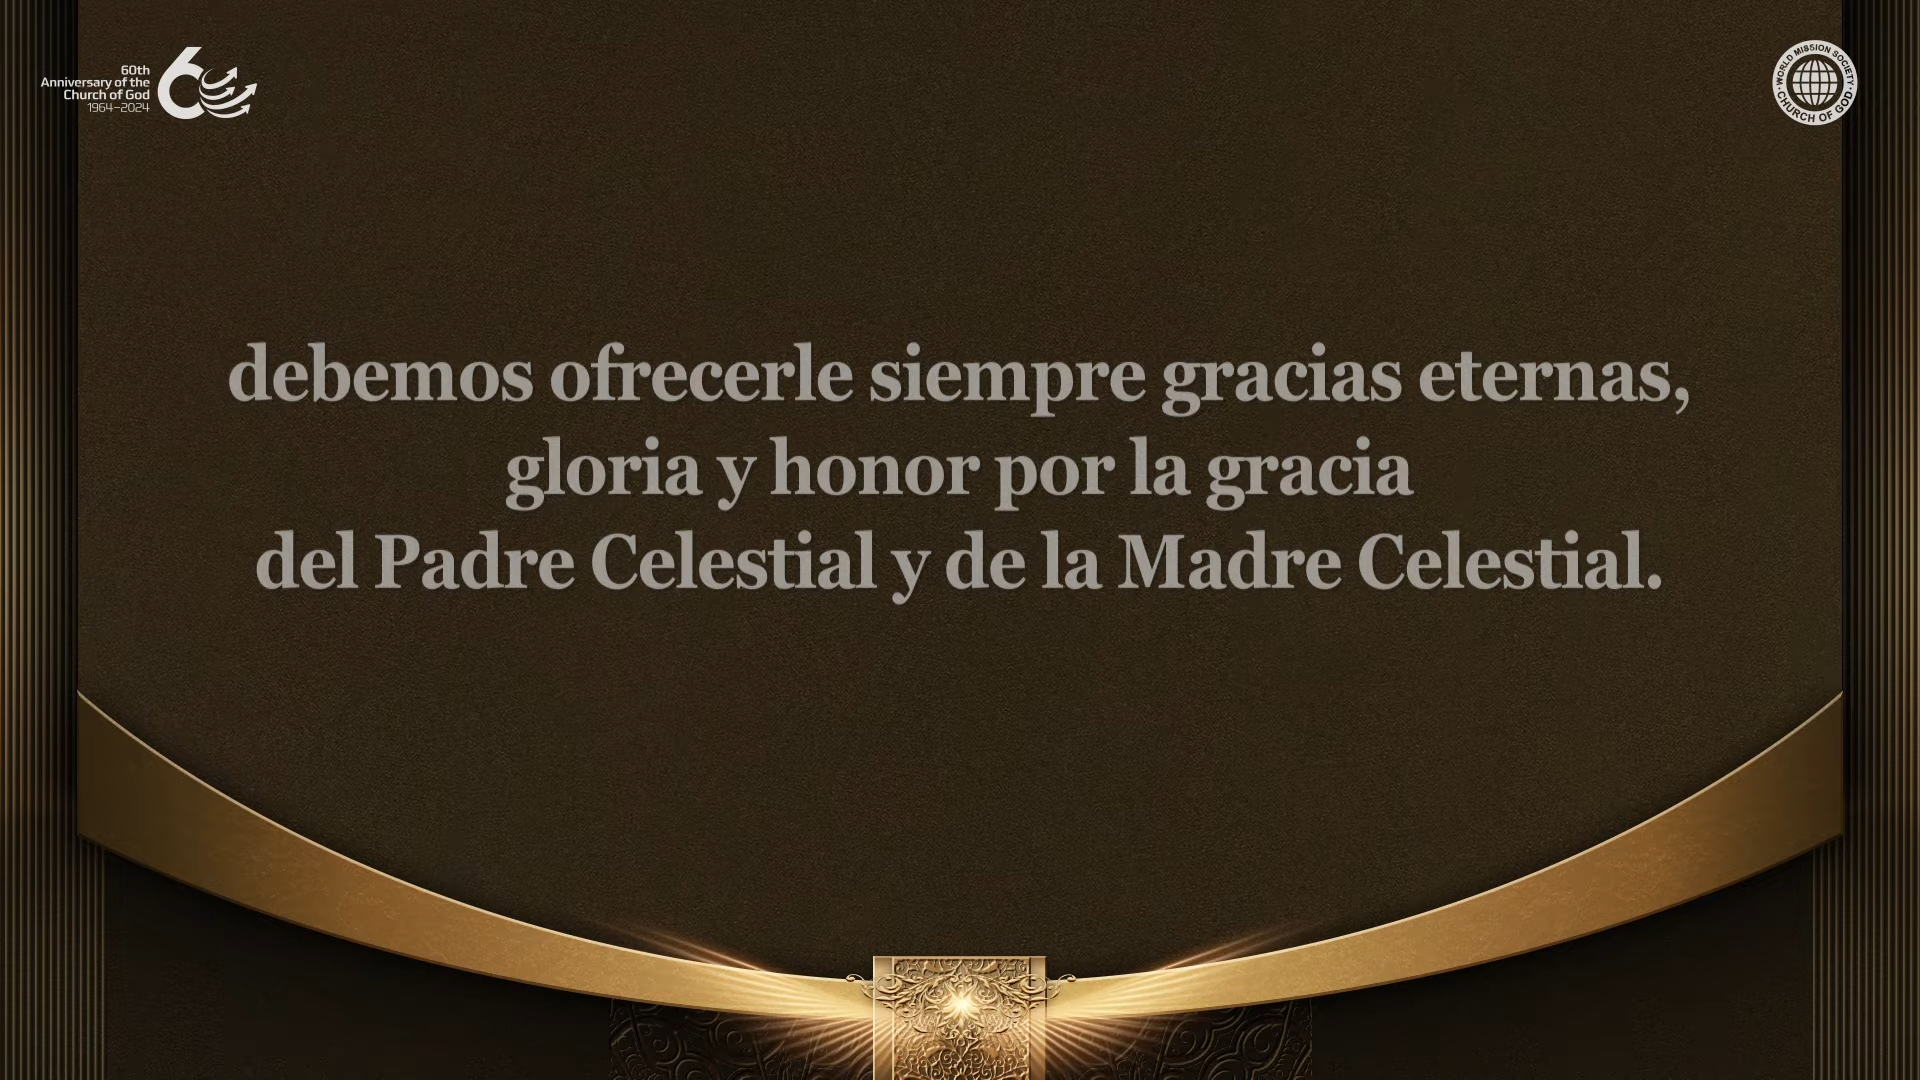 60th
Anniversary of the
Church of God
1964–2024
WORLD MISSION SOCIETY
CHURCH OF GOD
debemos ofrecerle siempre gracias eternas,
gloria y honor por la gracia
del Padre Celestial y de la Madre Celestial.